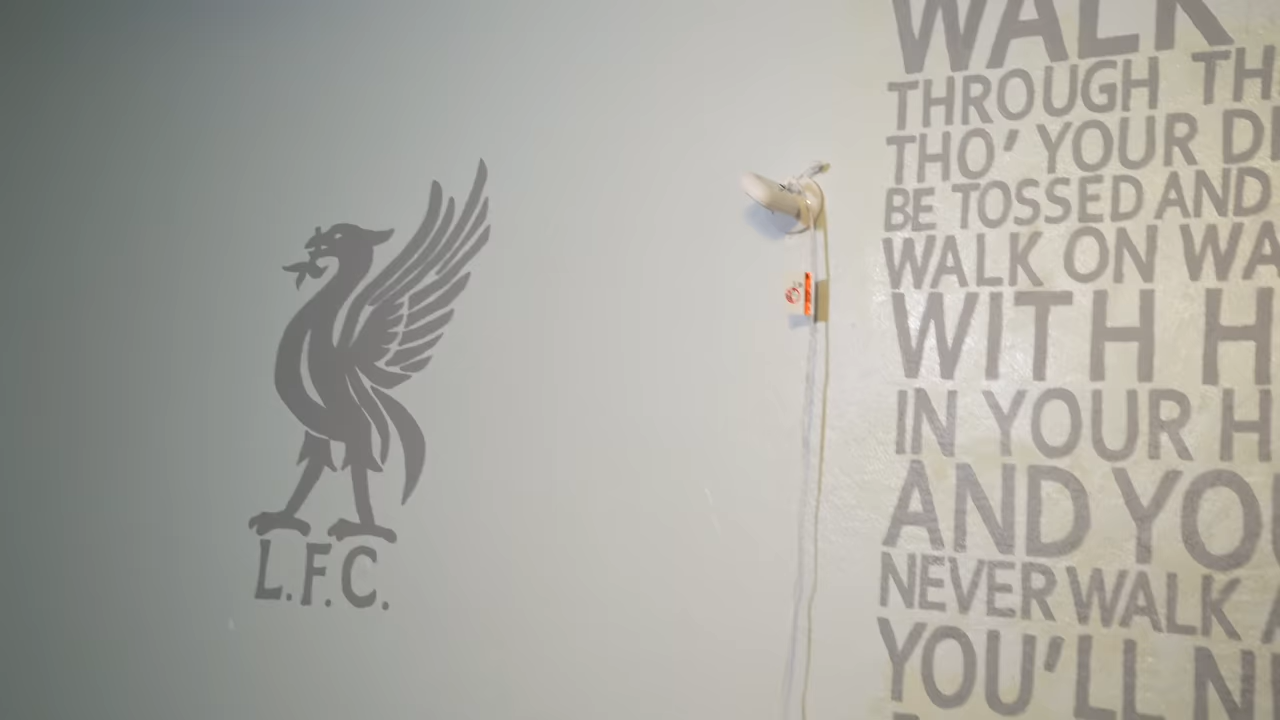 L.F.C.
WALK
THROUGH TH
THO' YOUR D
BE TOSSED AND
WALK ON WA
WITH H
IN YOUR H
AND YOU
NEVER WALK A
YOU'LL N